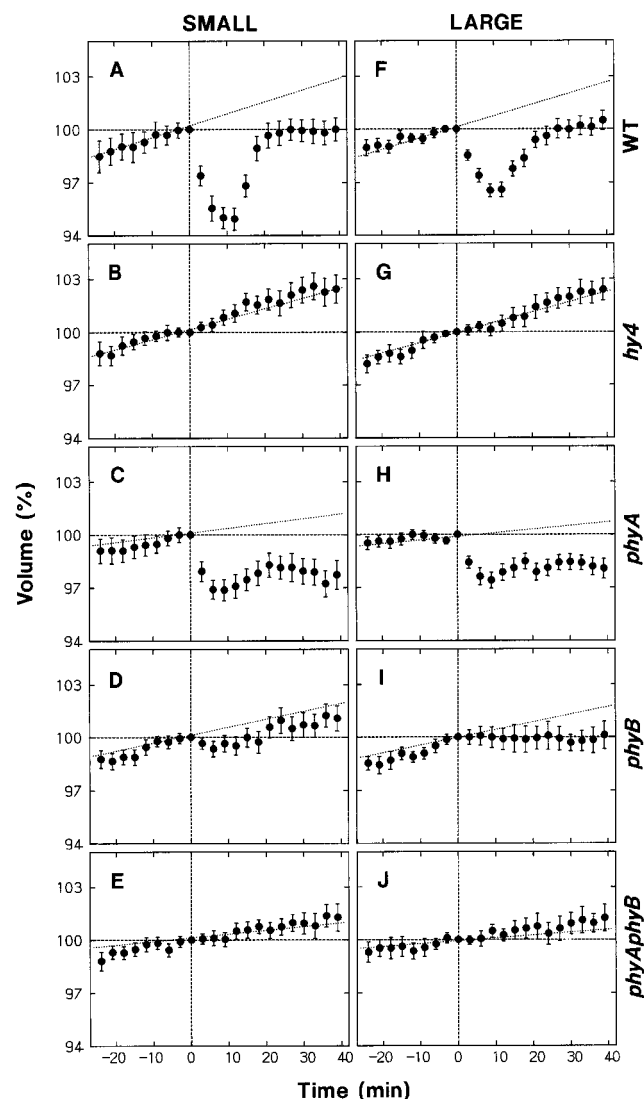 SMALL LARGE
A
F
103
100
97
94
WT
B
G
103
100
97
94
hy4
C
H
103
100
97
94
phyA
Volume (%)
D
I
103
100
97
94
phyB
E
J
103
100
97
94
phyAphyB
−20 −10 0 10 20 30 40 −20 −10 0 10 20 30 40
Time (min)